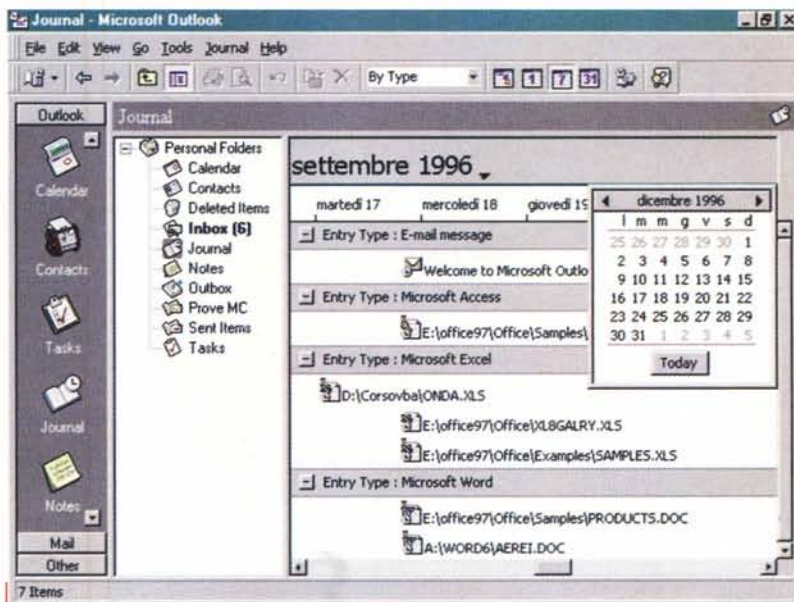 Journal - Microsoft Outlook
File Edit View Go Tools Journal Help
By Type
1 7 31
Outlook
Calendar
Contacts
Tasks
Journal
Notes
Mail
Other
Journal
Personal Folders
Calendar
Contacts
Deleted Items
Inbox (6)
Journal
Notes
Outbox
Prove MC
Sent Items
Tasks
settembre 1996
martedì 17 mercoledì 18 giovedì 19
Entry Type : E-mail message
Welcome to Microsoft Outlo
Entry Type : Microsoft Access
E:\office97\Office\Samples\
Entry Type : Microsoft Excel
D:\Corsovba\ONDA.XLS
E:\office97\Office\XL8GALRY.XLS
E:\office97\Office\Examples\SAMPLES.XLS
Entry Type : Microsoft Word
E:\office97\Office\Samples\PRODUCTS.DOC
A:\WORD6\AEREI.DOC
dicembre 1996
l m m g v s d
25 26 27 28 29 30 1
2 3 4 5 6 7 8
9 10 11 12 13 14 15
16 17 18 19 20 21 22
23 24 25 26 27 28 29
30 31 1 2 3 4 5
Today
7 Items